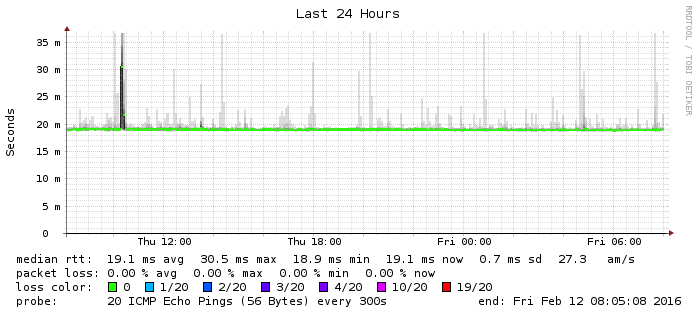 Last 24 Hours
RRDTOOL / TOBI OETIKER
Seconds
35 m
30 m
25 m
20 m
15 m
10 m
5 m
0
Thu 12:00 Thu 18:00 Fri 00:00 Fri 06:00
median rtt: 19.1 ms avg 30.5 ms max 18.9 ms min 19.1 ms now 0.7 ms sd 27.3 am/s
packet loss: 0.00 % avg 0.00 % max 0.00 % min 0.00 % now
loss color: 0 1/20 2/20 3/20 4/20 10/20 19/20
probe: 20 ICMP Echo Pings (56 Bytes) every 300s end: Fri Feb 12 08:05:08 2016